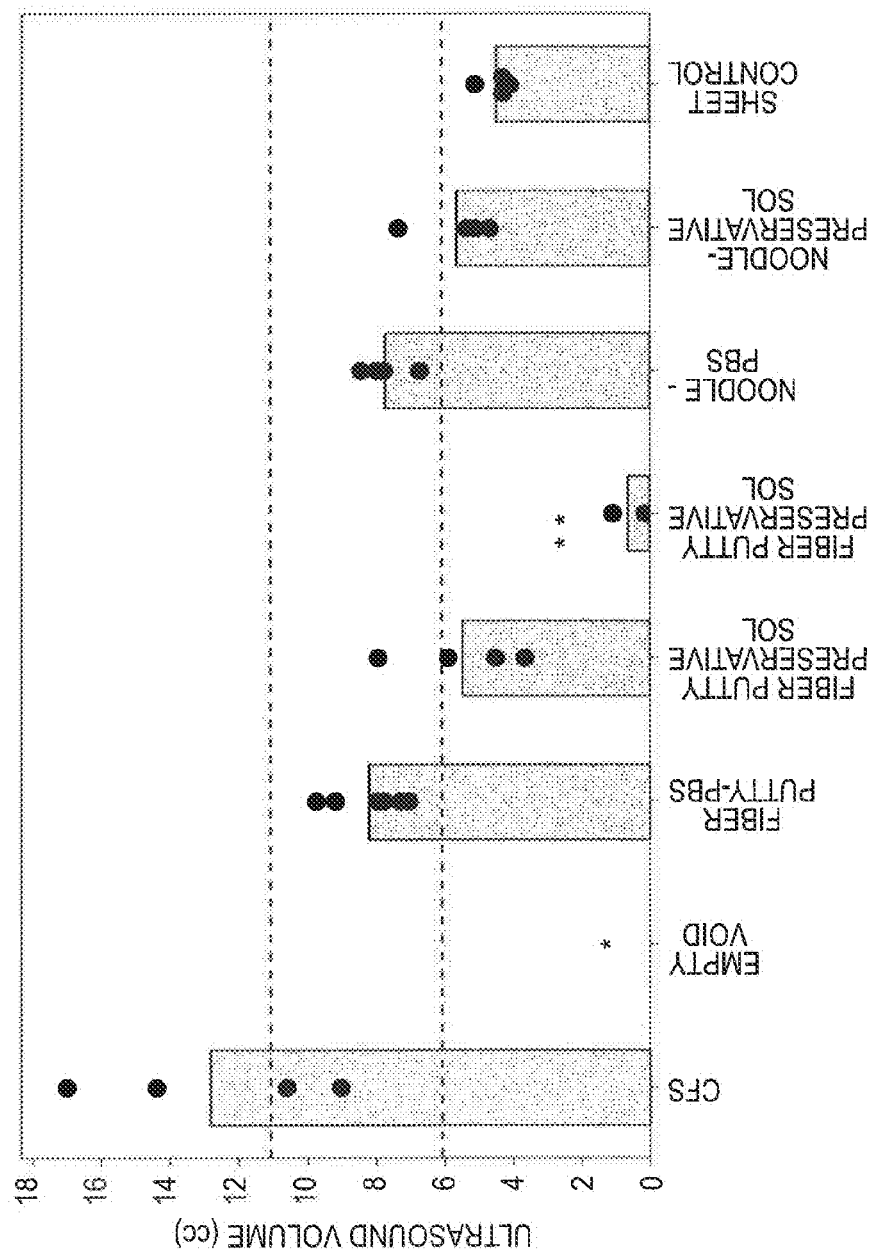 ULTRASOUND VOLUME (cc)
18
16
14
12
10
8
6
4
2
0
CFS
EMPTY
VOID
FIBER
PUTTY-PBS
FIBER PUTTY
PRESERVATIVE
SOL
FIBER PUTTY
PRESERVATIVE
SOL
NOODLE -
PBS
NOODLE-
PRESERVATIVE
SOL
SHEET
CONTROL
*
* *